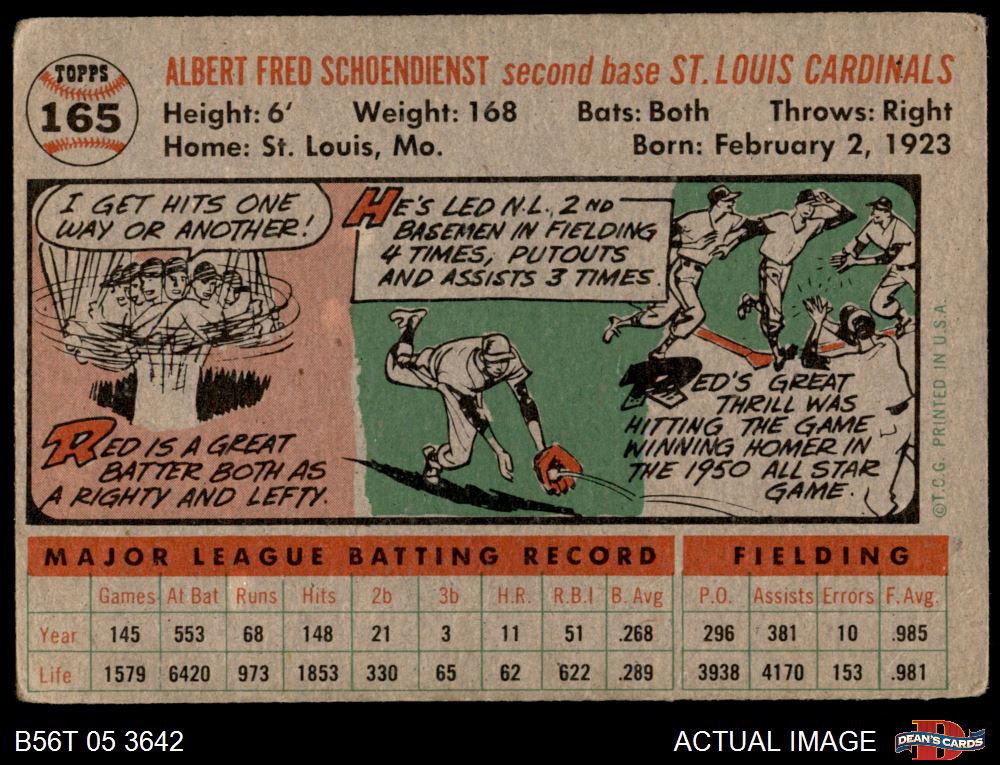 TOPPS
165
ALBERT FRED SCHOENDIENST second base ST. LOUIS CARDINALS
Height: 6' Weight: 168 Bats: Both Throws: Right
Home: St. Louis, Mo. Born: February 2, 1923
I GET HITS ONE
WAY OR ANOTHER!
RED IS A GREAT
BATTER BOTH AS
A RIGHTY AND LEFTY.
HE'S LED N.L. 2ND
BASEMEN IN FIELDING
4 TIMES, PUTOUTS
AND ASSISTS 3 TIMES.
RED'S GREAT
THRILL WAS
HITTING THE GAME
WINNING HOMER IN
THE 1950 ALL STAR
GAME.
©T.C.G. PRINTED IN U.S.A.
MAJOR LEAGUE BATTING RECORD FIELDING
Games At Bat Runs Hits 2b 3b H.R. R.B.I B. Avg P.O. Assists Errors F. Avg.
Year 145 553 68 148 21 3 11 51 .268 296 381 10 .985
Life 1579 6420 973 1853 330 65 62 622 .289 3938 4170 153 .981
B56T 05 3642
ACTUAL IMAGE
DEAN'S CARDS